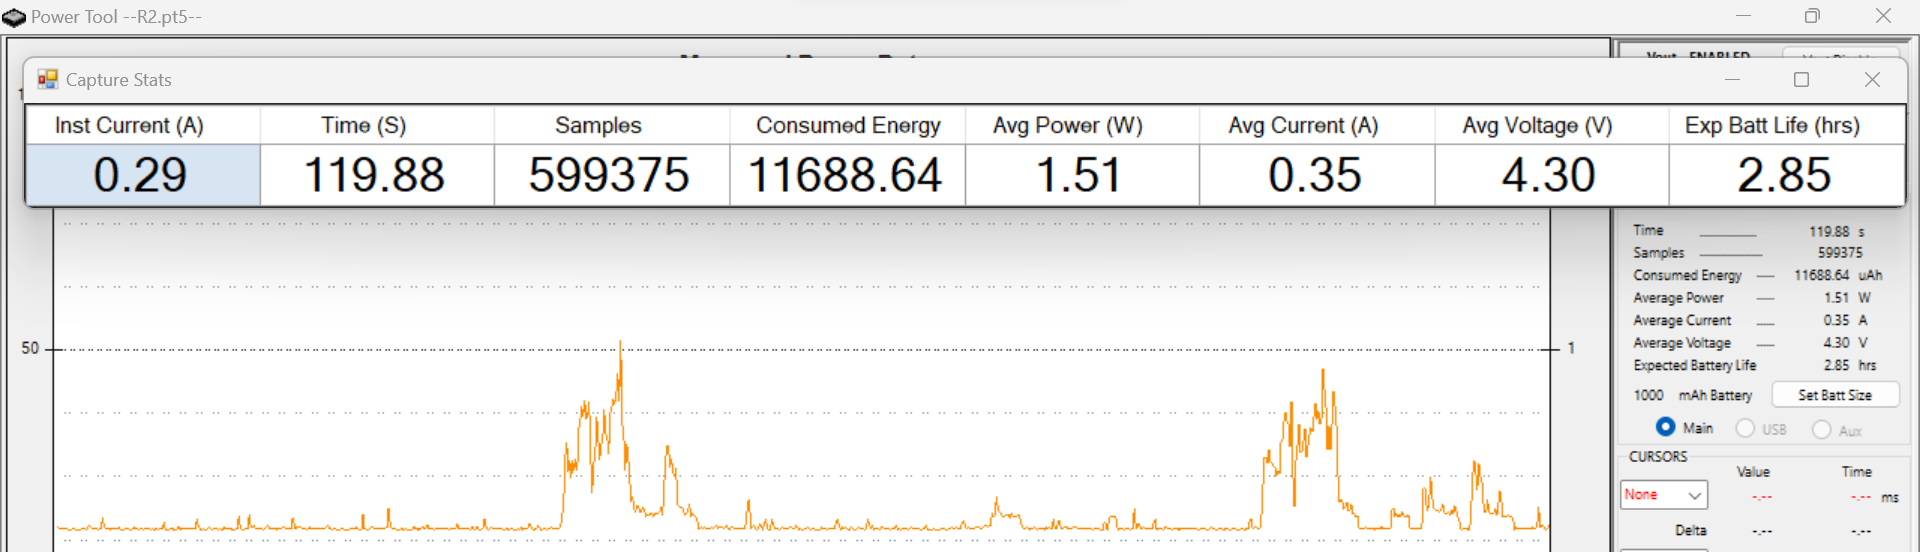 Power Tool --R2.pt5--
Capture Stats
Inst Current (A) Time (S) Samples Consumed Energy Avg Power (W) Avg Current (A) Avg Voltage (V) Exp Batt Life (hrs)
0.29 119.88 599375 11688.64 1.51 0.35 4.30 2.85
50
1
Time 119.88 s
Samples 599375
Consumed Energy 11688.64 uAh
Average Power 1.51 W
Average Current 0.35 A
Average Voltage 4.30 V
Expected Battery Life 2.85 hrs
1000 mAh Battery Set Batt Size
Main USB Aux
CURSORS
Value Time
None -.-- -.-- ms
Delta -.-- -.--